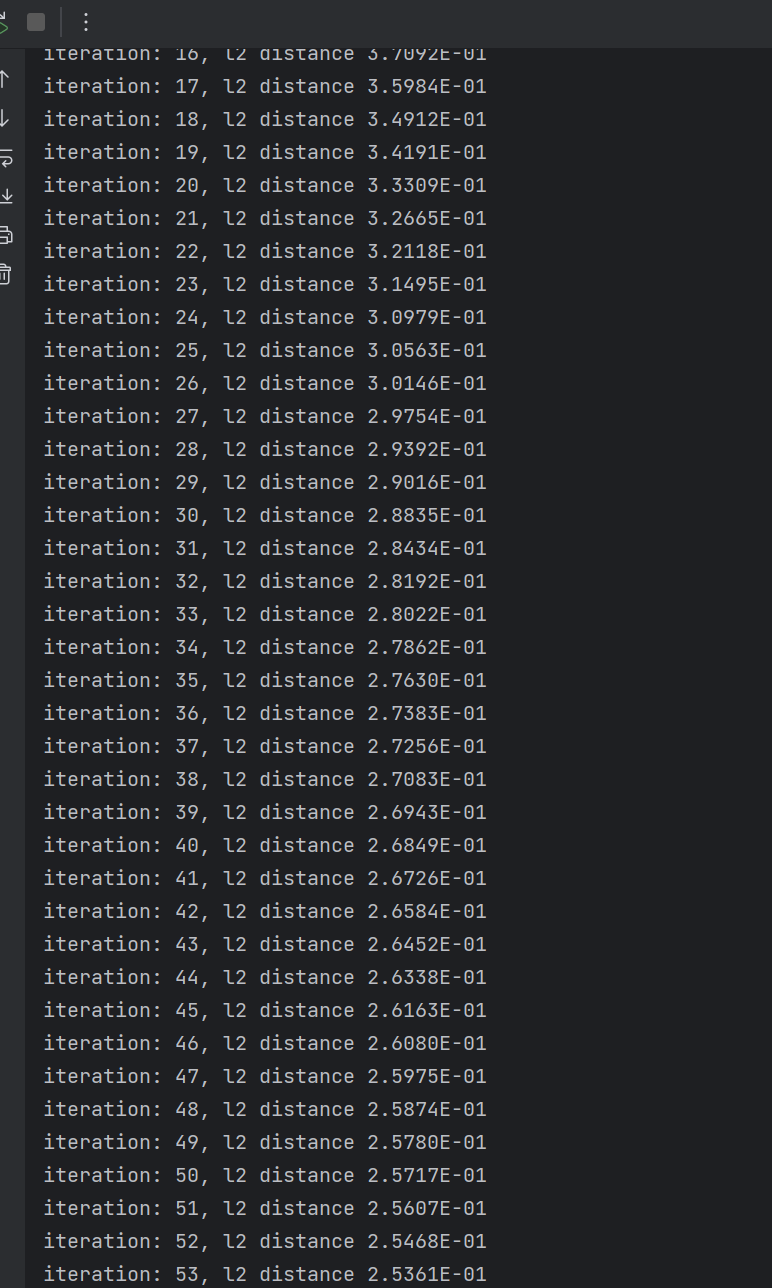 iteration: 16, l2 distance 3.7092E-01
iteration: 17, l2 distance 3.5984E-01
iteration: 18, l2 distance 3.4912E-01
iteration: 19, l2 distance 3.4191E-01
iteration: 20, l2 distance 3.3309E-01
iteration: 21, l2 distance 3.2665E-01
iteration: 22, l2 distance 3.2118E-01
iteration: 23, l2 distance 3.1495E-01
iteration: 24, l2 distance 3.0979E-01
iteration: 25, l2 distance 3.0563E-01
iteration: 26, l2 distance 3.0146E-01
iteration: 27, l2 distance 2.9754E-01
iteration: 28, l2 distance 2.9392E-01
iteration: 29, l2 distance 2.9016E-01
iteration: 30, l2 distance 2.8835E-01
iteration: 31, l2 distance 2.8434E-01
iteration: 32, l2 distance 2.8192E-01
iteration: 33, l2 distance 2.8022E-01
iteration: 34, l2 distance 2.7862E-01
iteration: 35, l2 distance 2.7630E-01
iteration: 36, l2 distance 2.7383E-01
iteration: 37, l2 distance 2.7256E-01
iteration: 38, l2 distance 2.7083E-01
iteration: 39, l2 distance 2.6943E-01
iteration: 40, l2 distance 2.6849E-01
iteration: 41, l2 distance 2.6726E-01
iteration: 42, l2 distance 2.6584E-01
iteration: 43, l2 distance 2.6452E-01
iteration: 44, l2 distance 2.6338E-01
iteration: 45, l2 distance 2.6163E-01
iteration: 46, l2 distance 2.6080E-01
iteration: 47, l2 distance 2.5975E-01
iteration: 48, l2 distance 2.5874E-01
iteration: 49, l2 distance 2.5780E-01
iteration: 50, l2 distance 2.5717E-01
iteration: 51, l2 distance 2.5607E-01
iteration: 52, l2 distance 2.5468E-01
iteration: 53, l2 distance 2.5361E-01